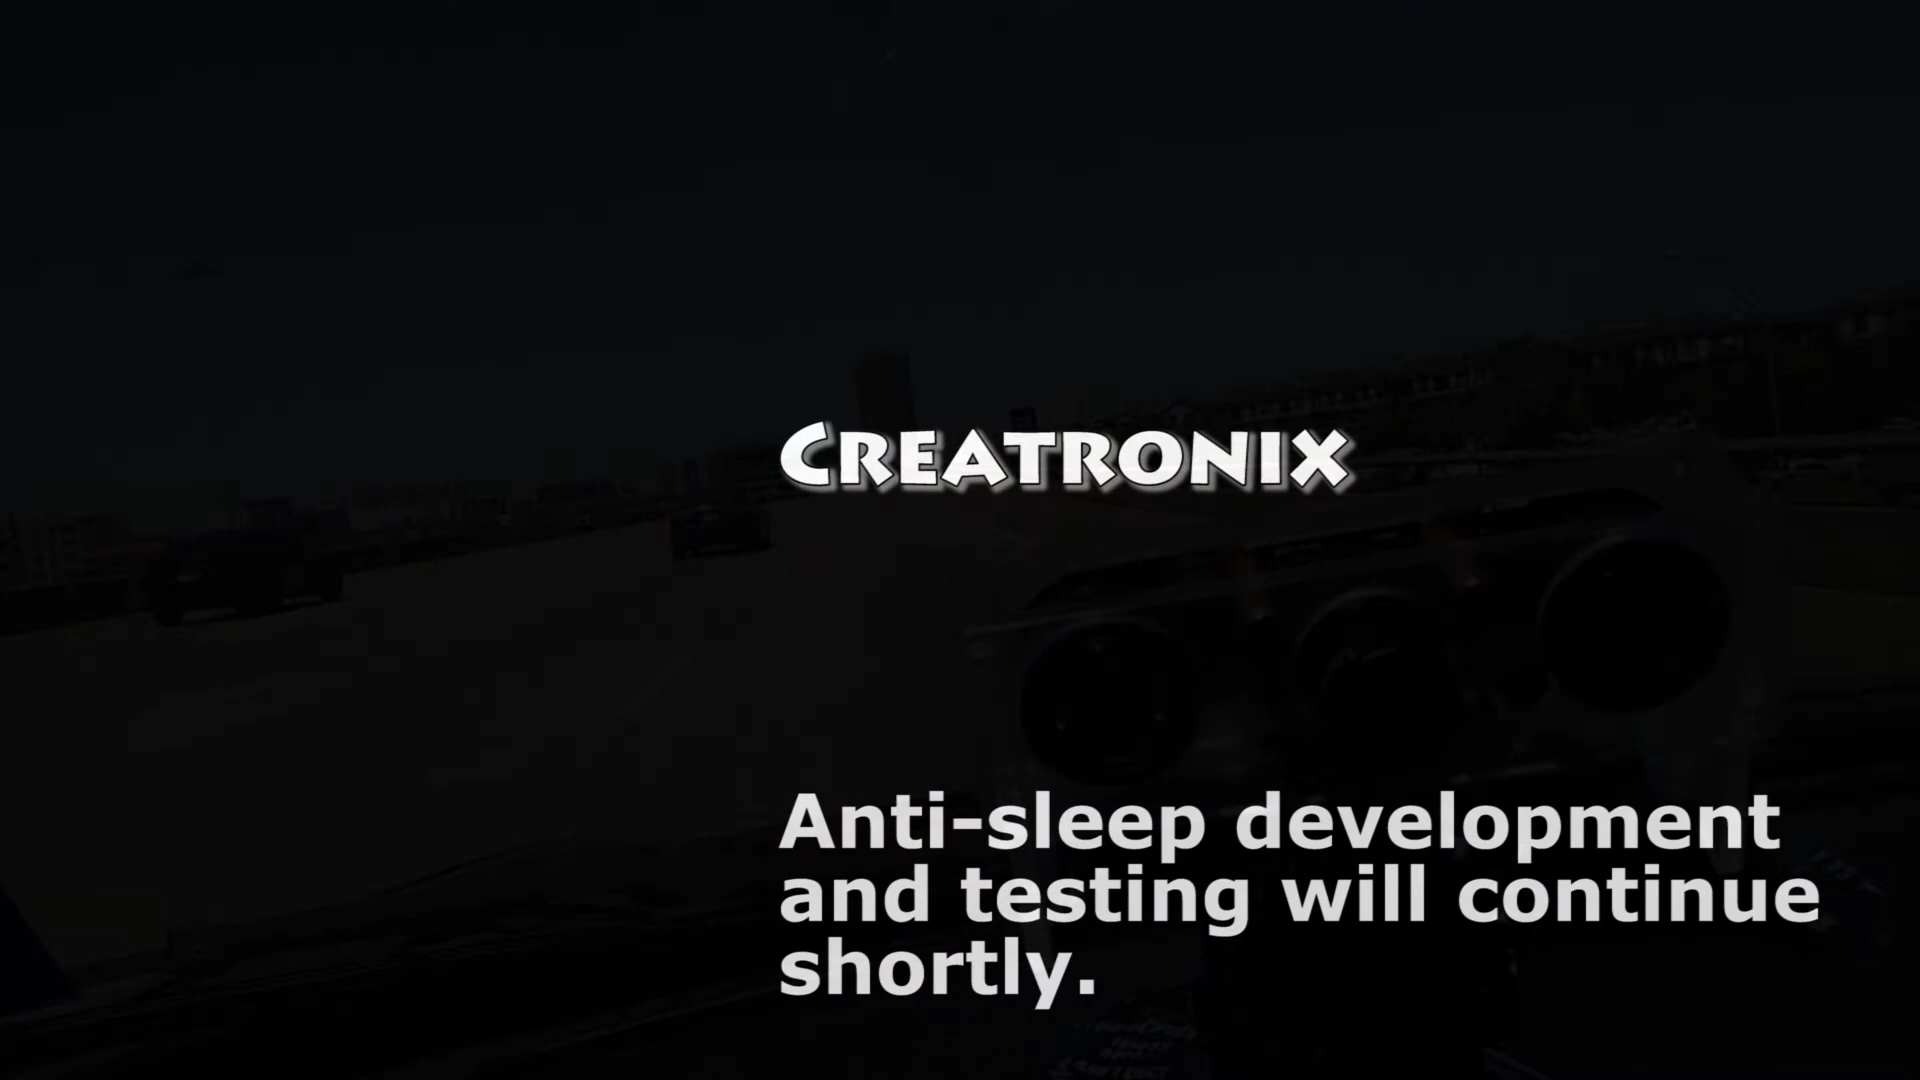 Creatronix
Anti-sleep development
and testing will continue
shortly.